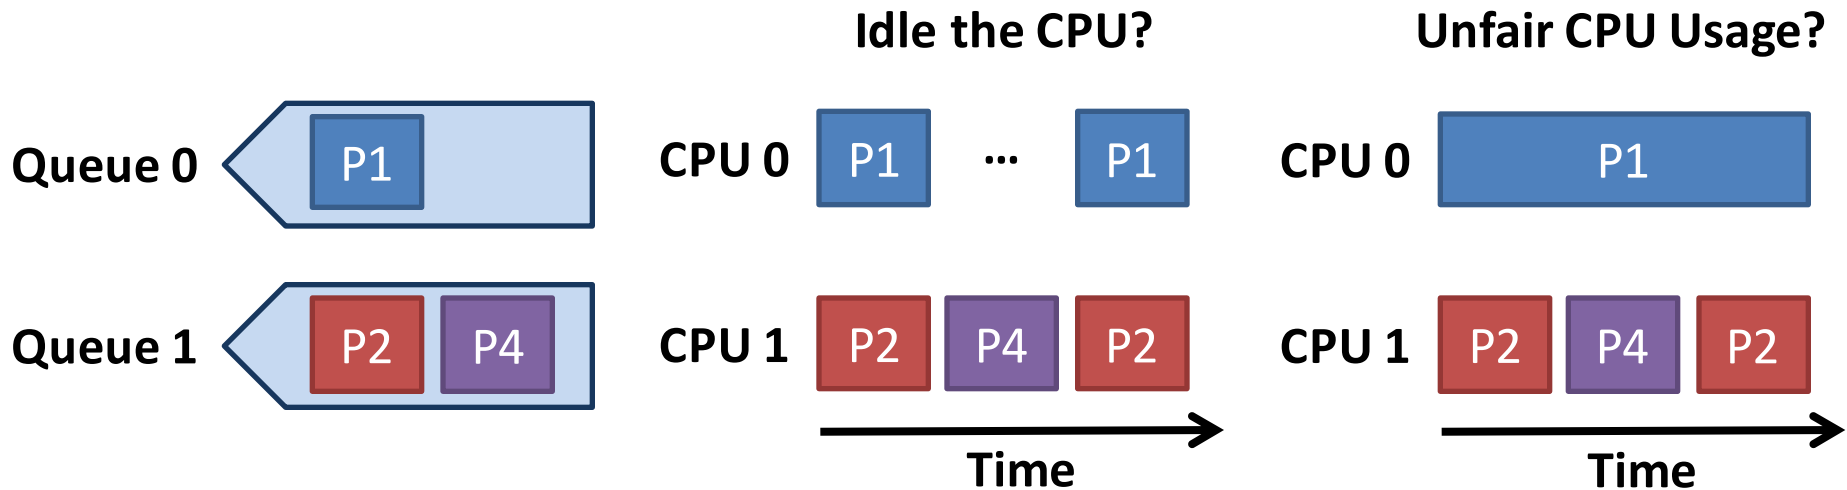 Idle the CPU?
Unfair CPU Usage?
Queue 0
P1
CPU 0
P1
...
P1
CPU 0
P1
Queue 1
P2
P4
CPU 1
P2
P4
P2
CPU 1
P2
P4
P2
Time
Time